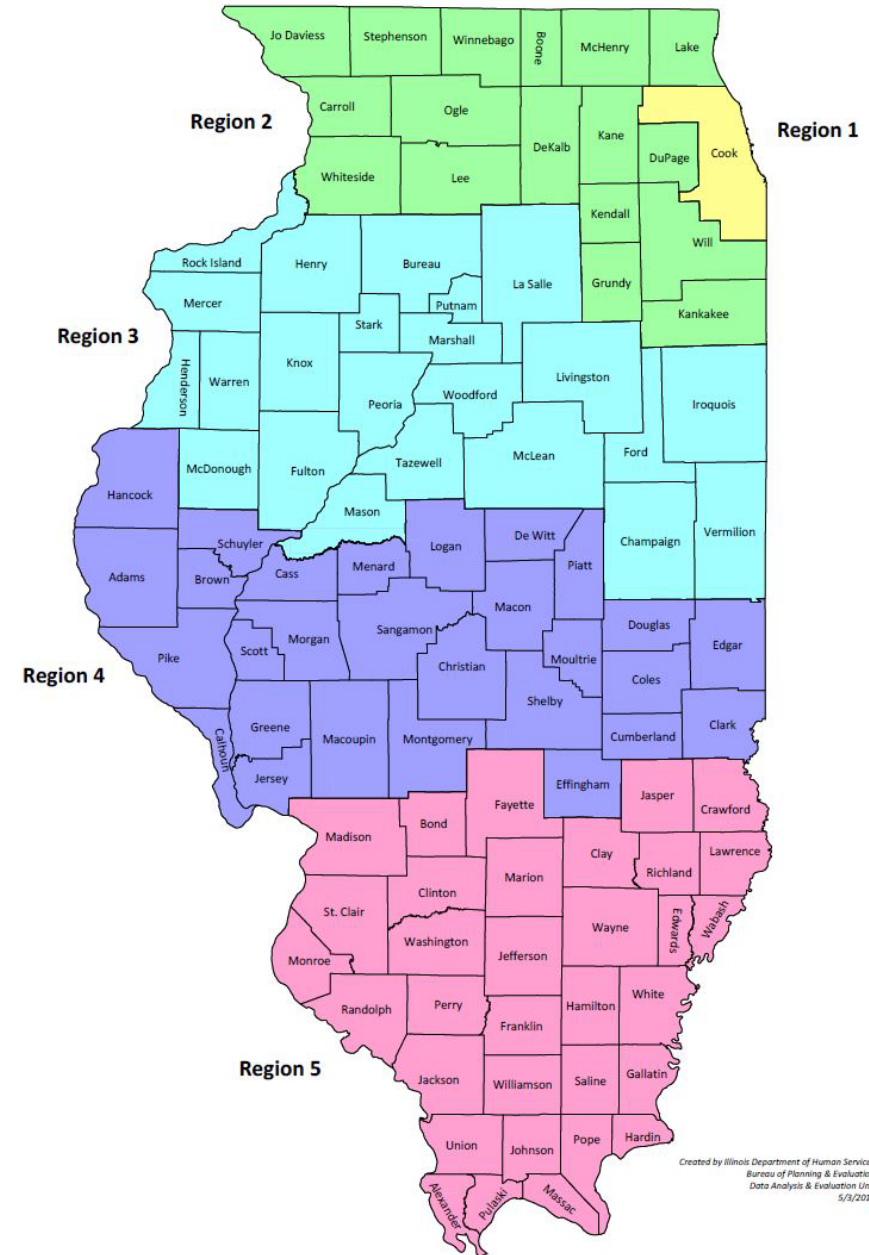 Jo Daviess
Stephenson
Winnebago
Boone
McHenry
Lake
Region 2
Carroll
Ogle
DeKalb
Kane
Cook
Region 1
DuPage
Whiteside
Lee
Kendall
Will
Rock Island
Henry
Bureau
La Salle
Grundy
Mercer
Putnam
Kankakee
Stark
Marshall
Region 3
Henderson
Warren
Knox
Peoria
Woodford
Livingston
Iroquois
McDonough
Fulton
Tazewell
McLean
Ford
Hancock
Mason
Champaign
Vermilion
Schuyler
Logan
De Witt
Piatt
Adams
Brown
Cass
Menard
Macon
Pike
Scott
Morgan
Sangamon
Christian
Moultrie
Douglas
Edgar
Region 4
Coles
Shelby
Calhoun
Greene
Macoupin
Montgomery
Cumberland
Clark
Jersey
Effingham
Fayette
Jasper
Crawford
Madison
Bond
Clay
Richland
Lawrence
Marion
Clinton
St. Clair
Wayne
Edwards
Wabash
Washington
Jefferson
Monroe
Randolph
Perry
Hamilton
White
Franklin
Region 5
Jackson
Williamson
Saline
Gallatin
Union
Johnson
Pope
Hardin
Alexander
Pulaski
Massac
Created by Illinois Department of Human Service
Bureau of Planning & Evaluatio
Data Analysis & Evaluation Un
5/3/201